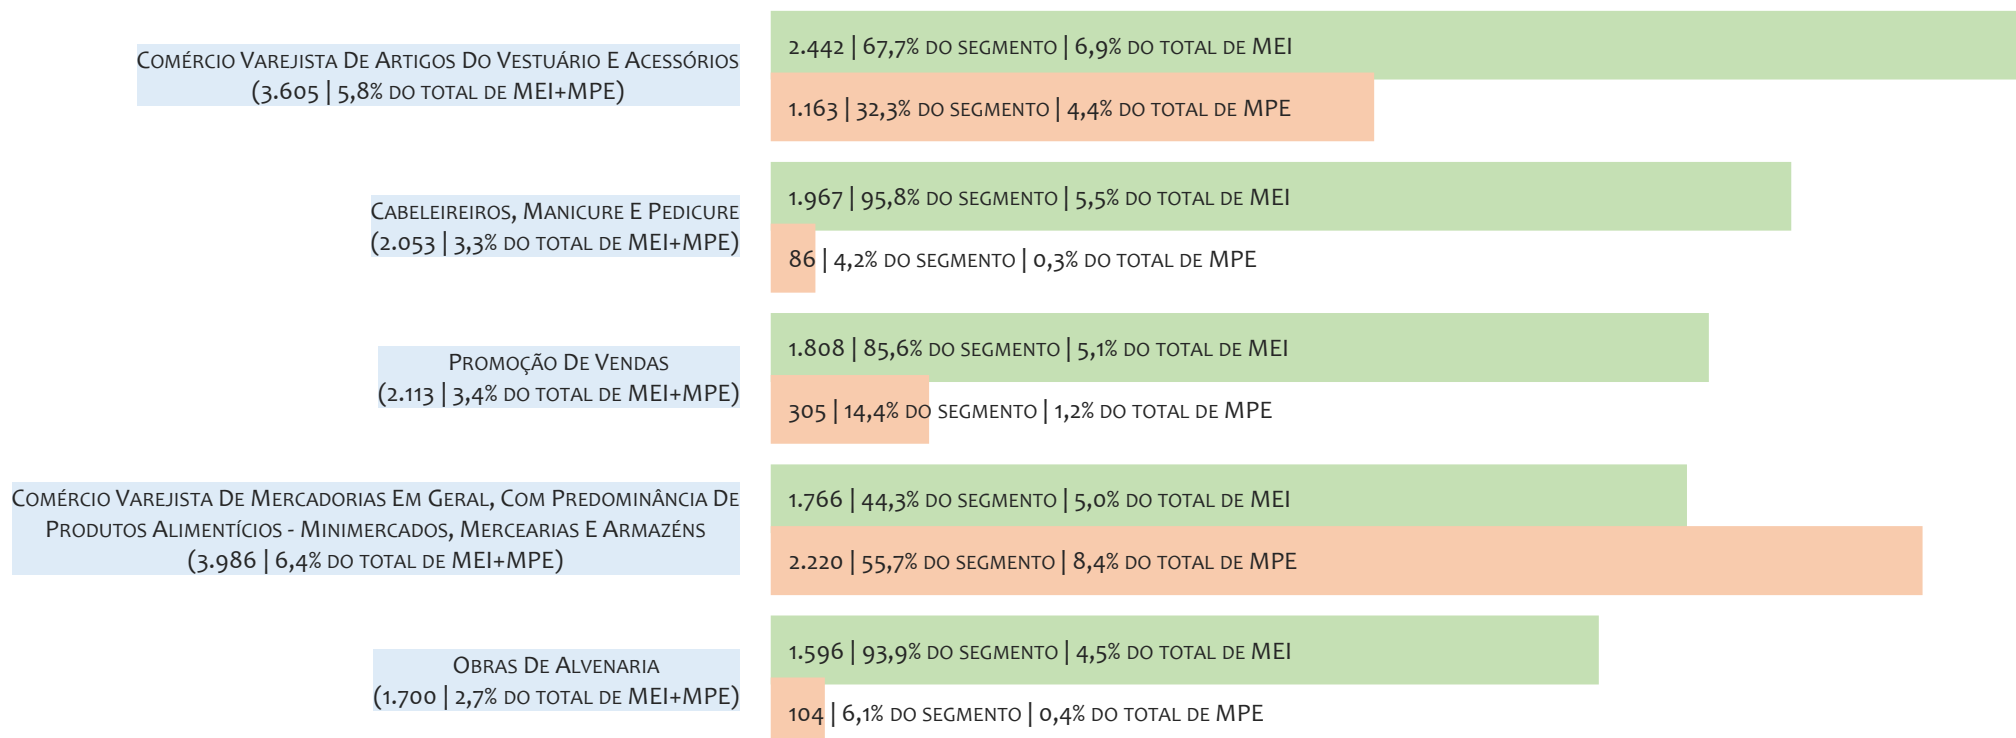 Comércio Varejista De Artigos Do Vestuário E Acessórios
(3.605 | 5,8% do total de MEI+MPE)
2.442 | 67,7% do segmento | 6,9% do total de MEI
1.163 | 32,3% do segmento | 4,4% do total de MPE
Cabeleireiros, Manicure E Pedicure
(2.053 | 3,3% do total de MEI+MPE)
1.967 | 95,8% do segmento | 5,5% do total de MEI
86 | 4,2% do segmento | 0,3% do total de MPE
Promoção De Vendas
(2.113 | 3,4% do total de MEI+MPE)
1.808 | 85,6% do segmento | 5,1% do total de MEI
305 | 14,4% do segmento | 1,2% do total de MPE
Comércio Varejista De Mercadorias Em Geral, Com Predominância De
Produtos Alimentícios - Minimercados, Mercearias E Armazéns
(3.986 | 6,4% do total de MEI+MPE)
1.766 | 44,3% do segmento | 5,0% do total de MEI
2.220 | 55,7% do segmento | 8,4% do total de MPE
Obras De Alvenaria
(1.700 | 2,7% do total de MEI+MPE)
1.596 | 93,9% do segmento | 4,5% do total de MEI
104 | 6,1% do segmento | 0,4% do total de MPE